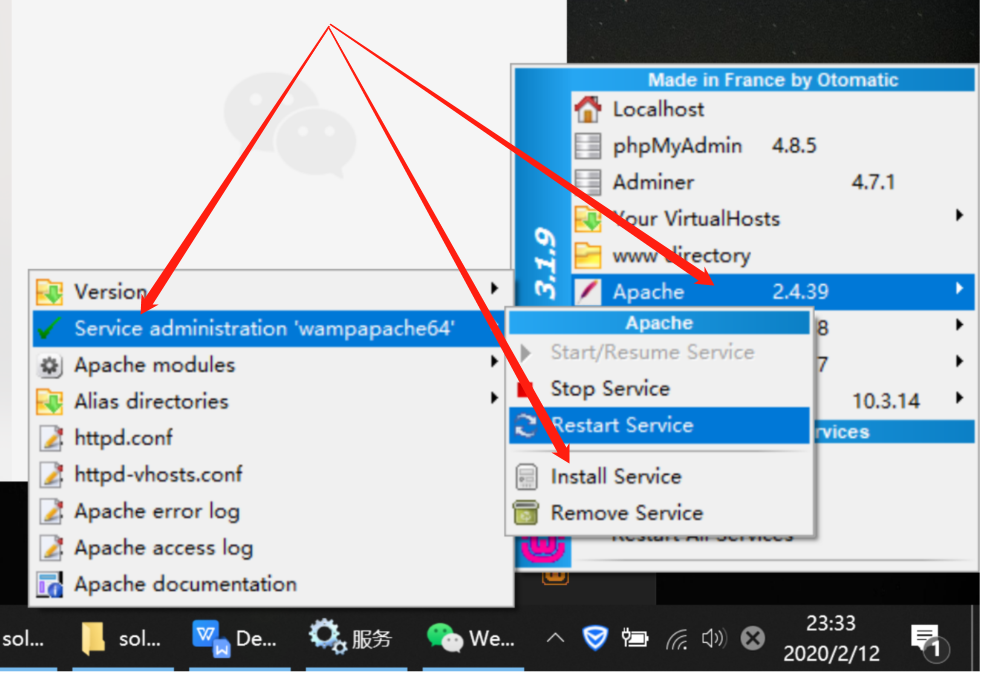 Made in France by Otomatic
Localhost
phpMyAdmin 4.8.5
Adminer 4.7.1
Your VirtualHosts
www directory
Apache 2.4.39
8
7
10.3.14
rvices
Restart All Services
3.1.9
Version
Service administration 'wampapache64'
Apache modules
Alias directories
httpd.conf
httpd-vhosts.conf
Apache error log
Apache access log
Apache documentation
Apache
Start/Resume Service
Stop Service
Restart Service
Install Service
Remove Service
sol...
sol...
De...
服务
We...
23:33
2020/2/12
1